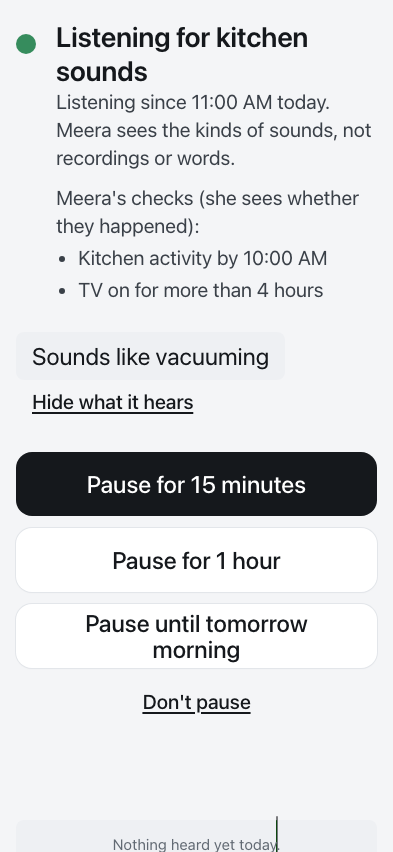 Listening for kitchen
sounds
Listening since 11:00 AM today.
Meera sees the kinds of sounds, not
recordings or words.
Meera's checks (she sees whether
they happened):
• Kitchen activity by 10:00 AM
• TV on for more than 4 hours
Sounds like vacuuming
Hide what it hears
Pause for 15 minutes
Pause for 1 hour
Pause until tomorrow
morning
Don't pause
Nothing heard yet today.